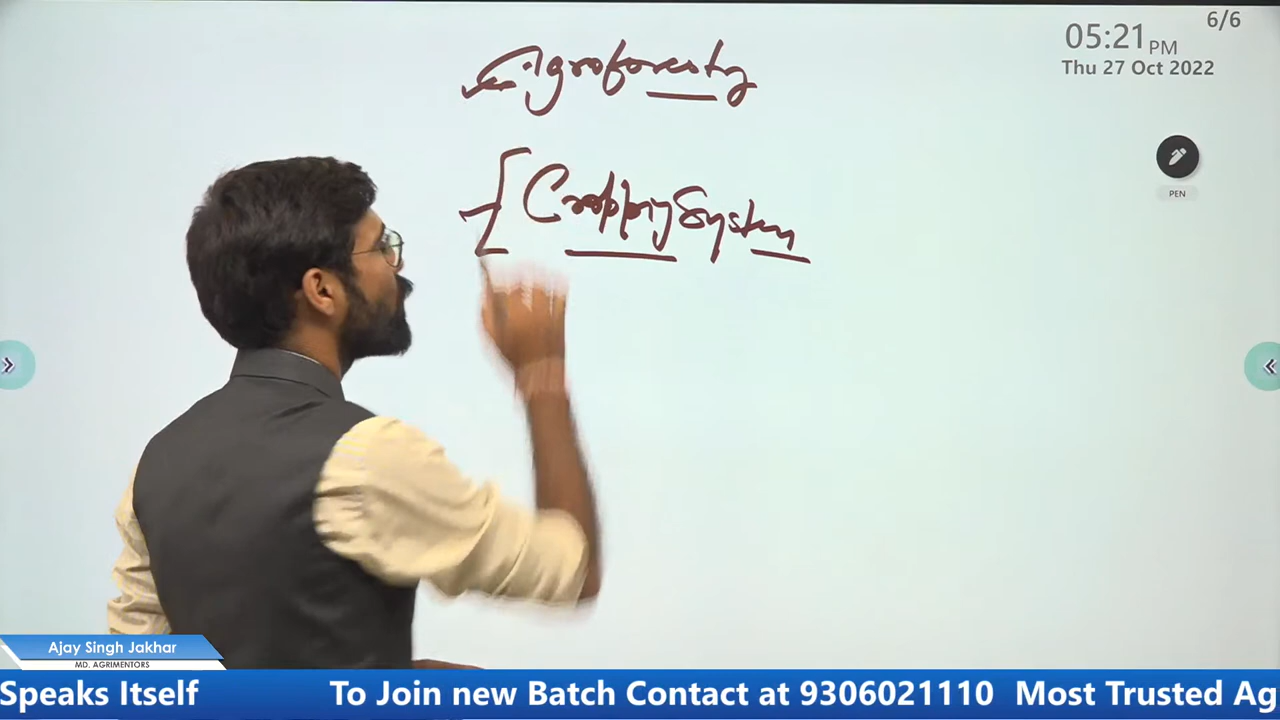 6/6
05:21 PM
Thu 27 Oct 2022
Agroforestry
Cropping System
PEN
Ajay Singh Jakhar
MD. AGRIMENTORS
Speaks Itself To Join new Batch Contact at 9306021110 Most Trusted Ag